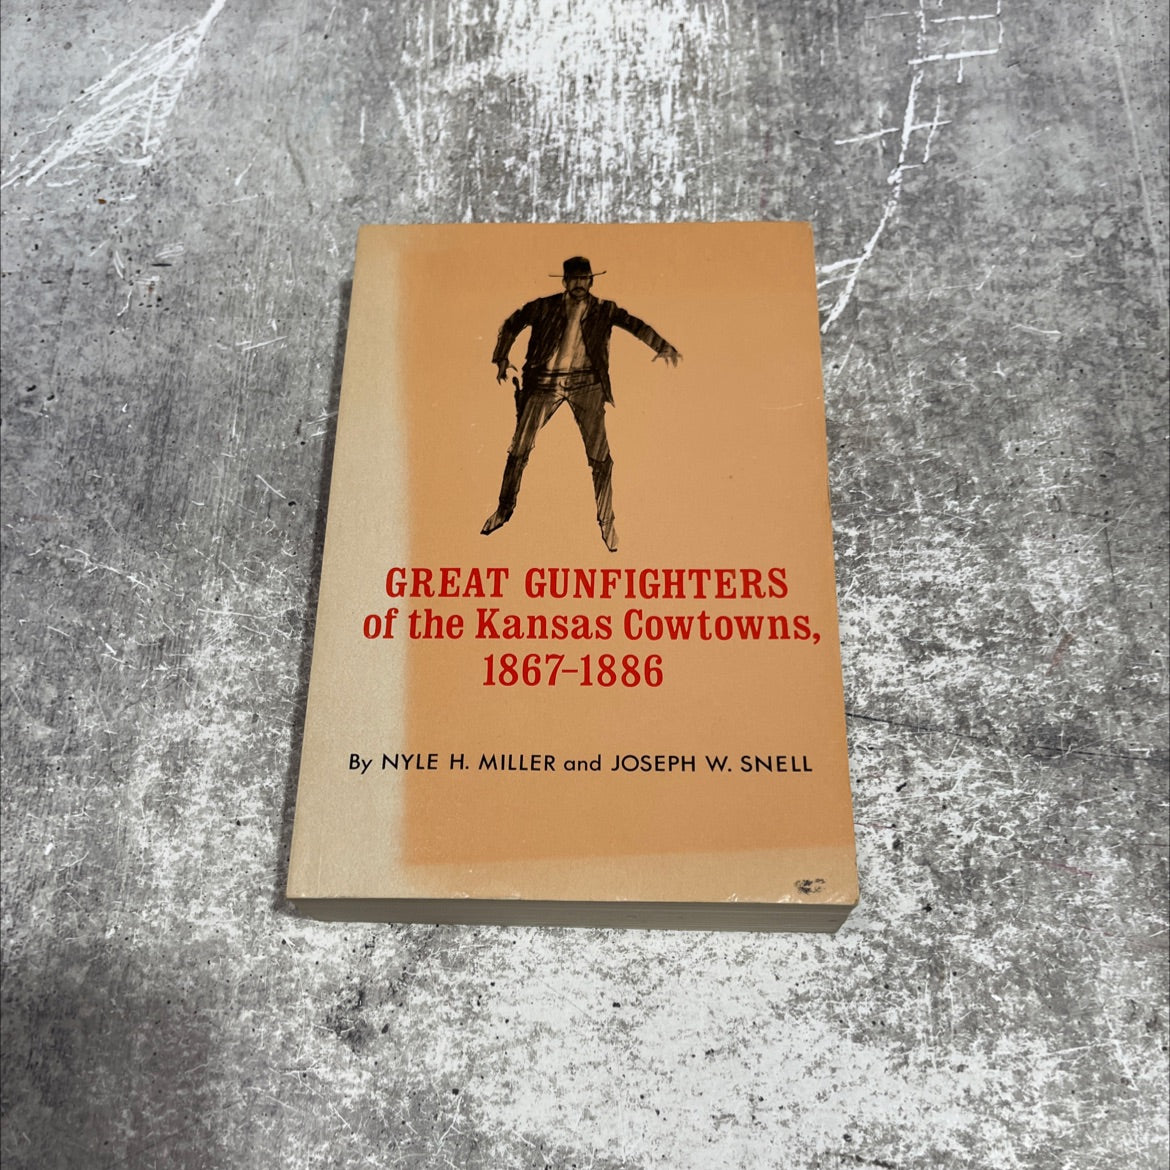 GREAT GUNFIGHTERS
of the Kansas Cowtowns,
1867–1886
By NYLE H. MILLER and JOSEPH W. SNELL